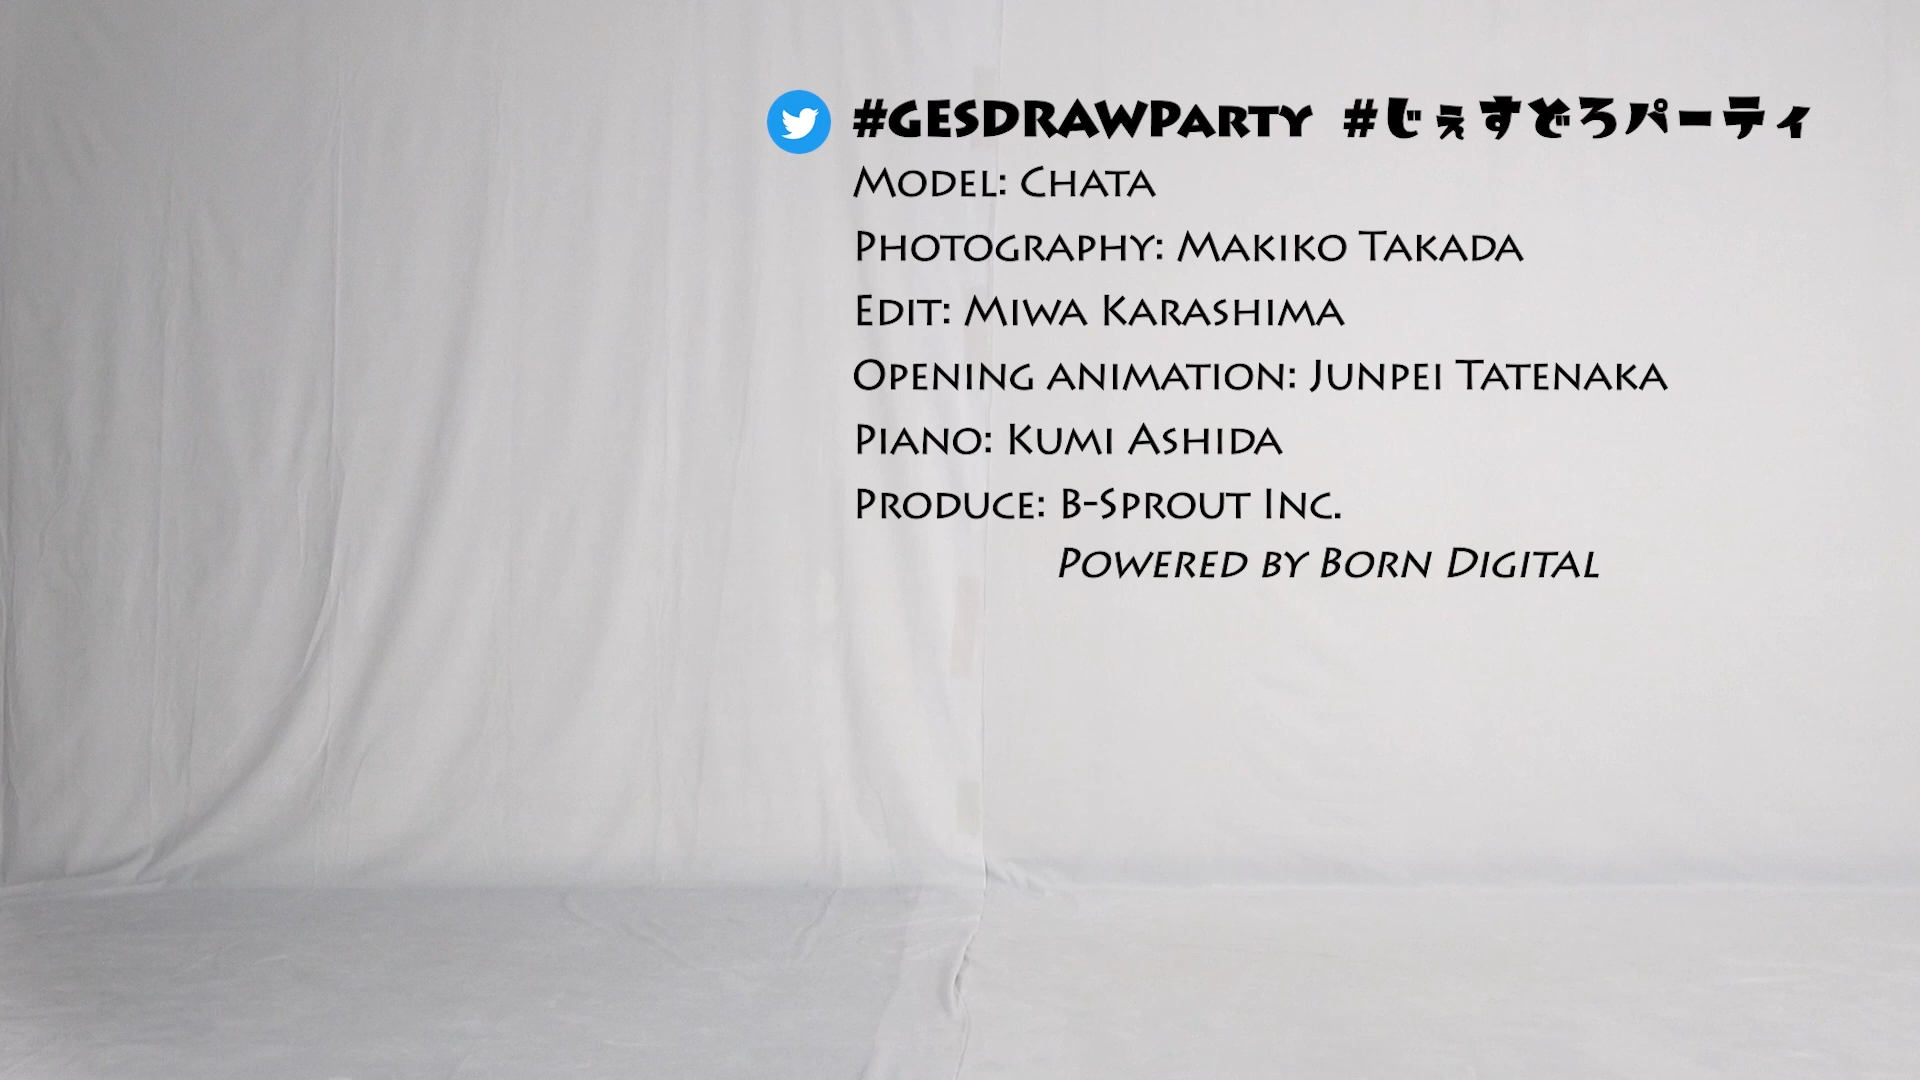 #GESDRAWPARTY #じぇすどろパーティ
MODEL: CHATA
PHOTOGRAPHY: MAKIKO TAKADA
EDIT: MIWA KARASHIMA
OPENING ANIMATION: JUNPEI TATENAKA
PIANO: KUMI ASHIDA
PRODUCE: B-SPROUT INC.
POWERED BY BORN DIGITAL